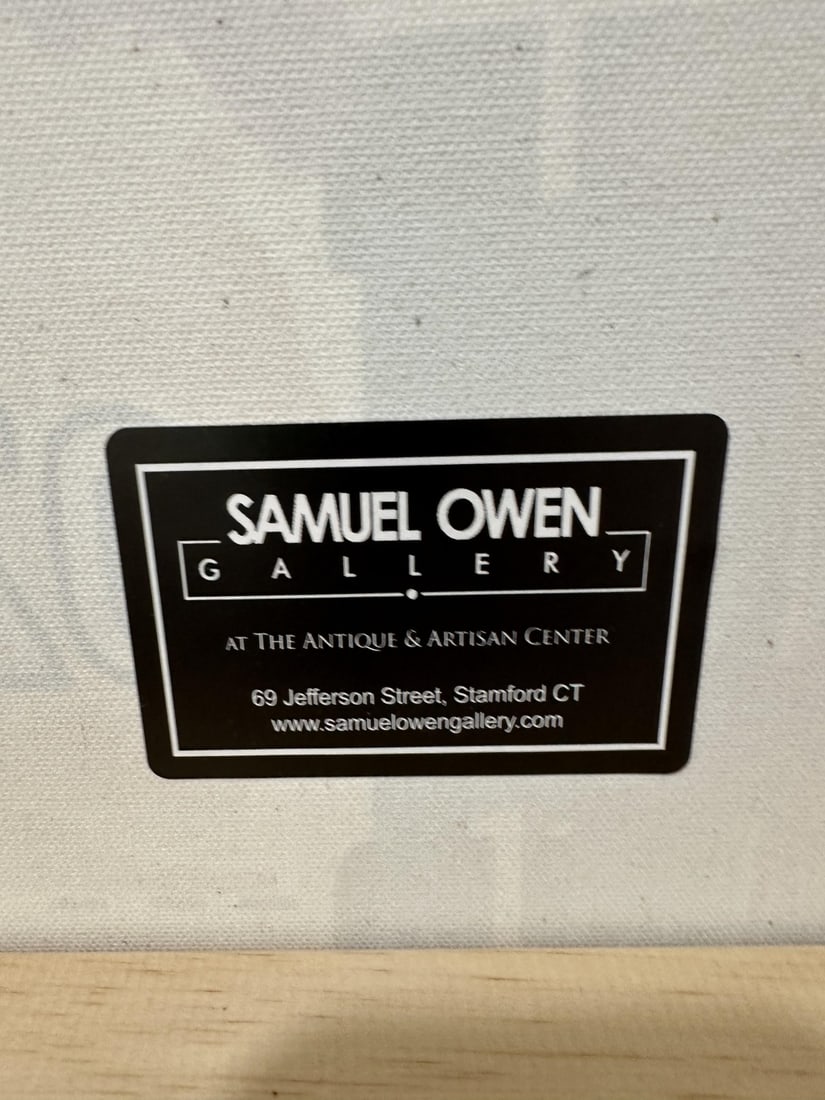 SAMUEL OWEN
GALLERY
AT THE ANTIQUE & ARTISAN CENTER
69 Jefferson Street, Stamford CT
www.samuelowengallery.com